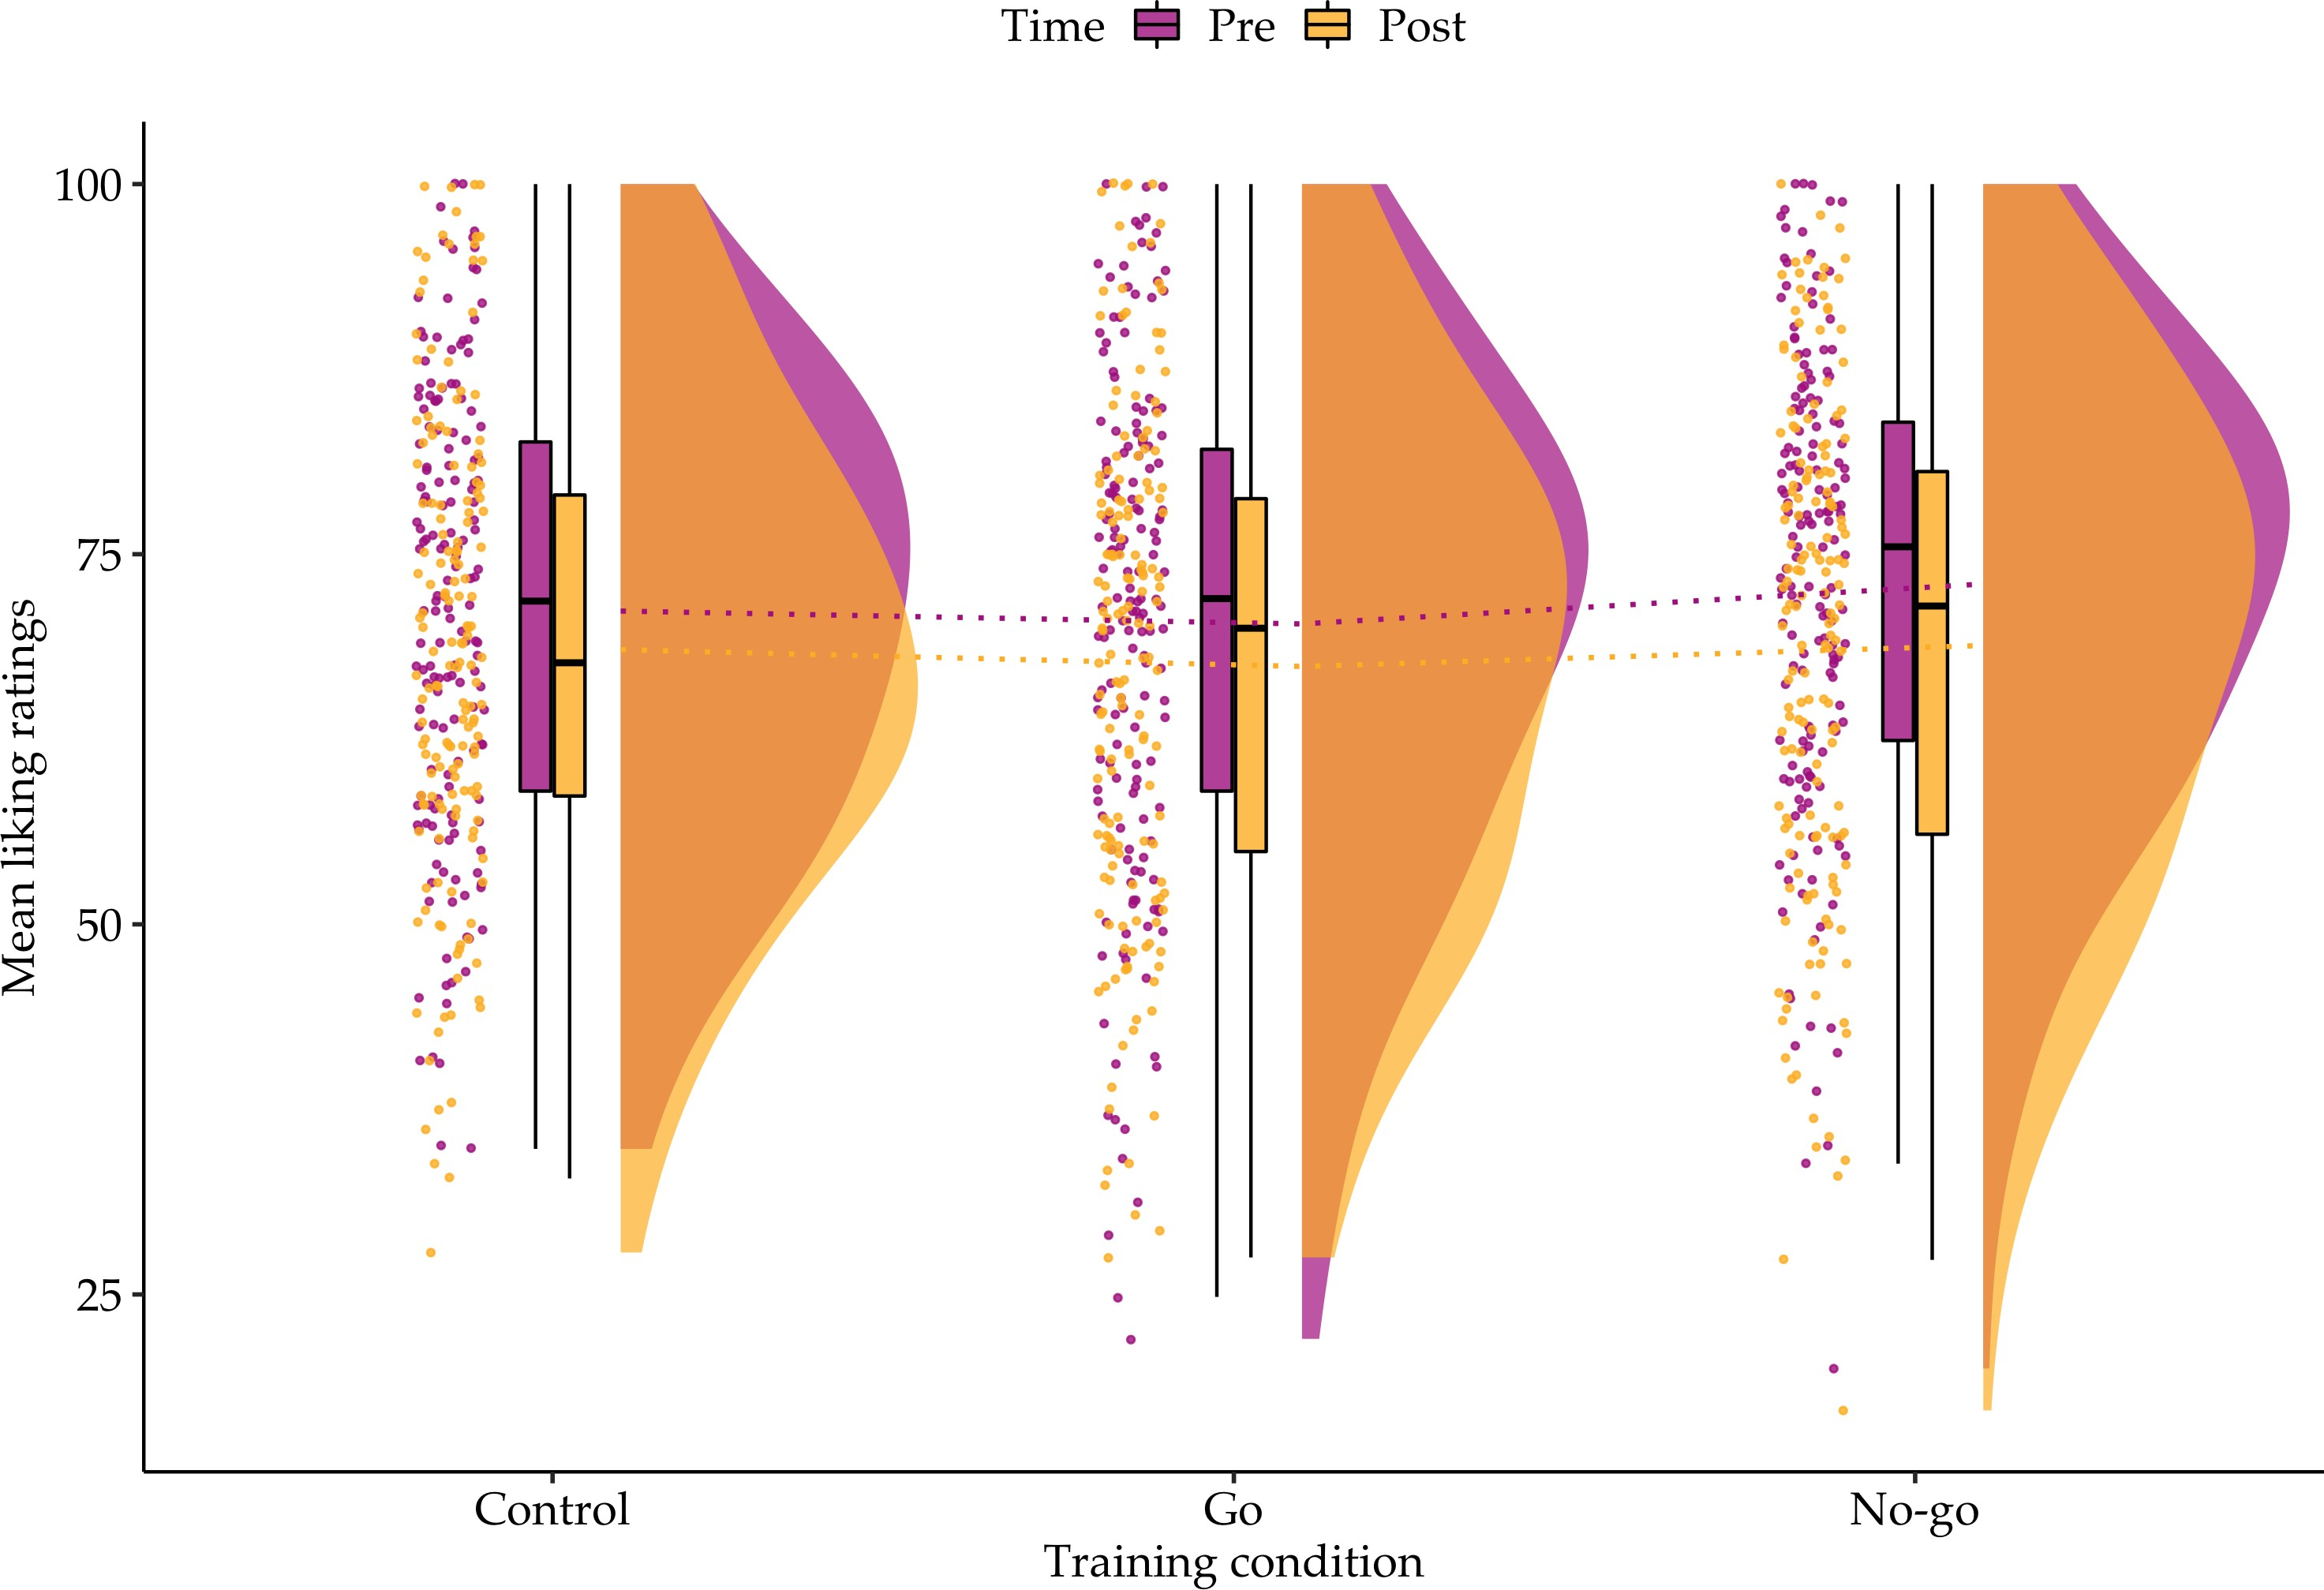 Time Pre Post
Mean liking ratings
100
75
50
25
Control Go No-go
Training condition